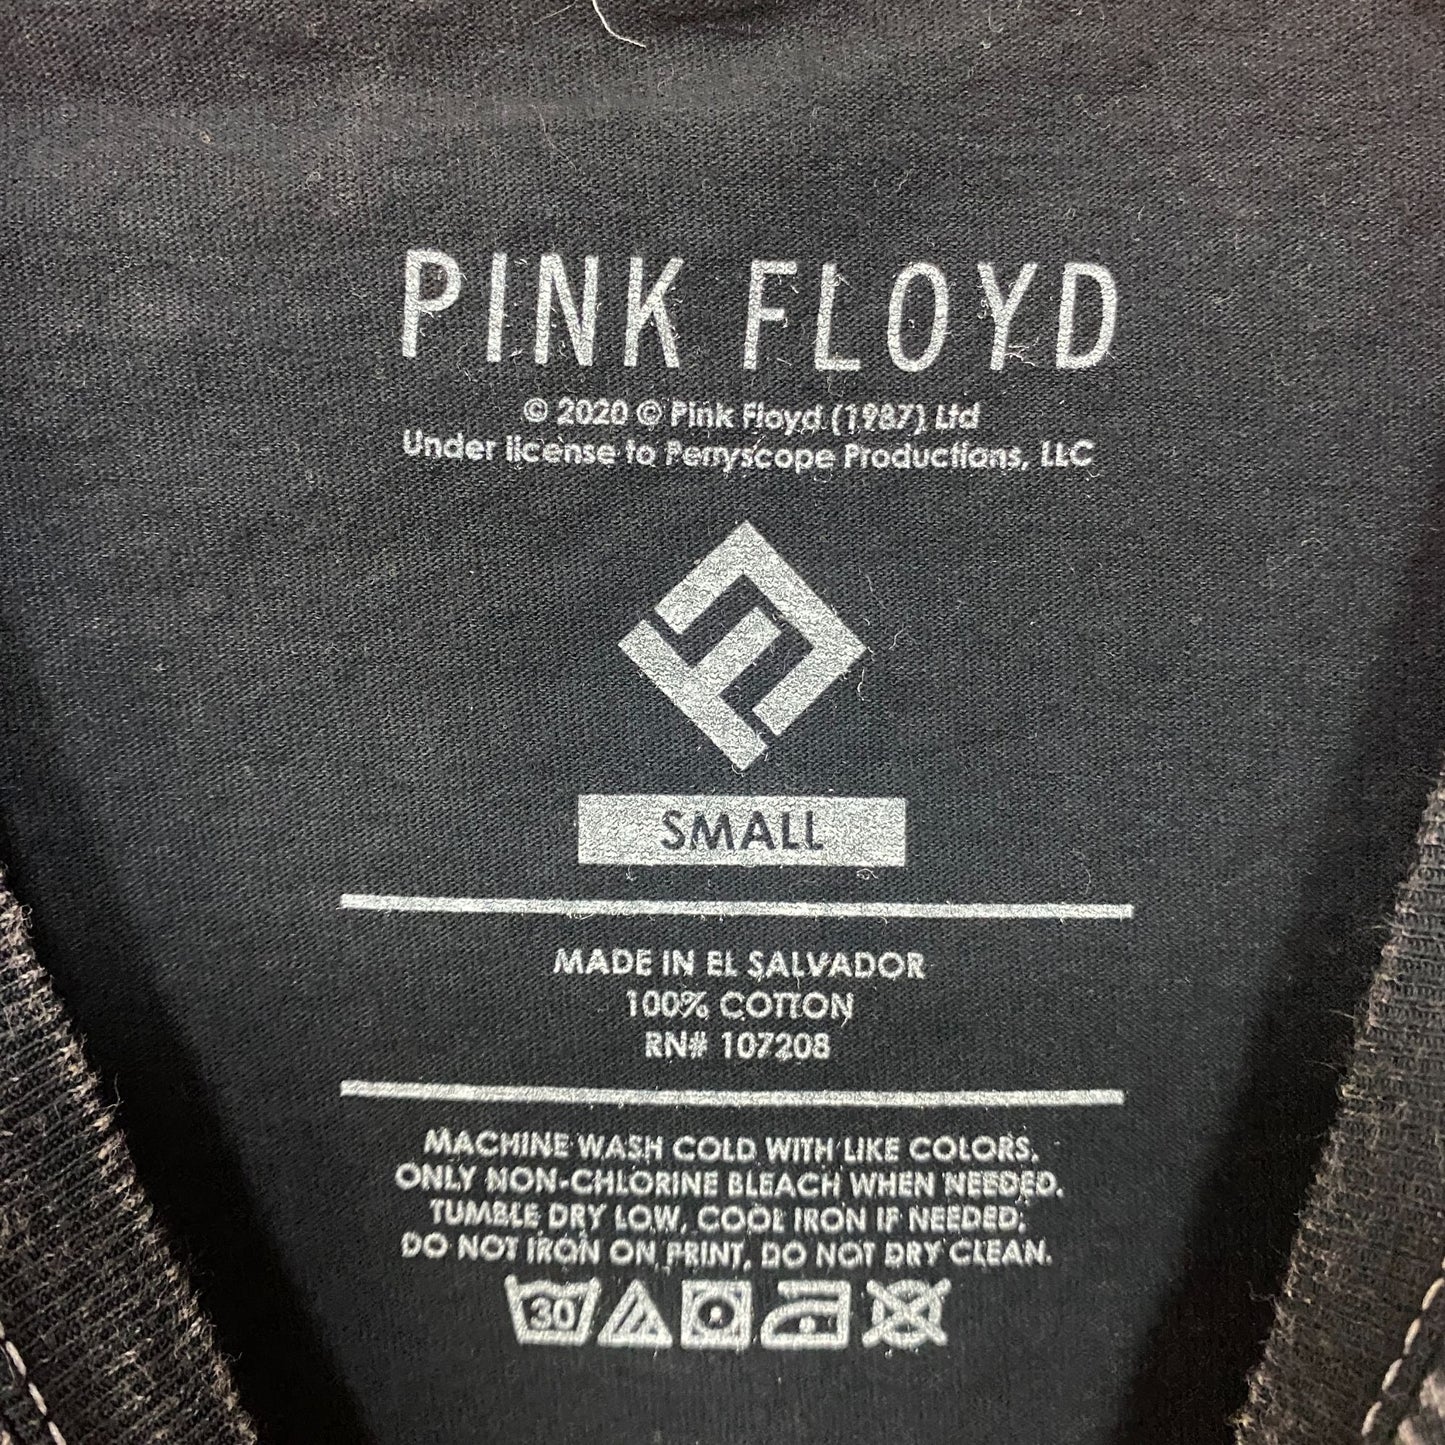 PINK FLOYD
© 2020 © Pink Floyd (1987) Ltd
Under license to Perryscope Productions, LLC
SMALL
MADE IN EL SALVADOR
100% COTTON
RN# 107208
MACHINE WASH COLD WITH LIKE COLORS.
ONLY NON-CHLORINE BLEACH WHEN NEEDED.
TUMBLE DRY LOW, COOL IRON IF NEEDED;
DO NOT IRON ON PRINT, DO NOT DRY CLEAN.
30